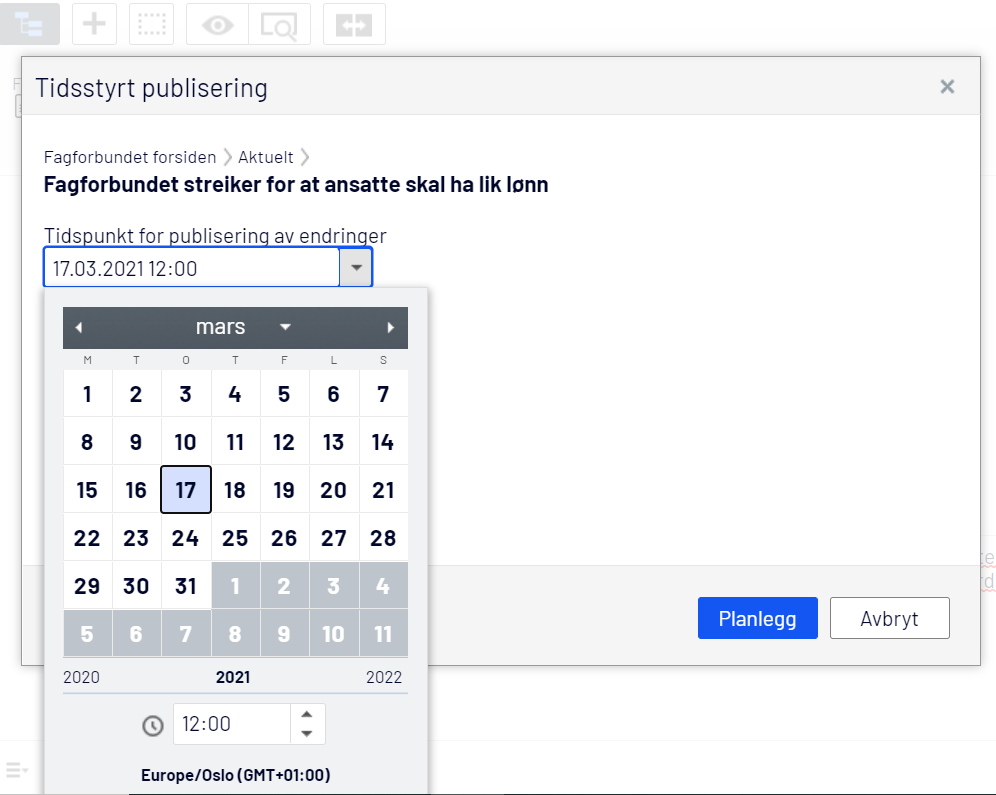 Tidsstyrt publisering
Fagforbundet forsiden Aktuelt
Fagforbundet streiker for at ansatte skal ha lik lønn
Tidspunkt for publisering av endringer
17.03.2021 12:00
mars
M T O T F L S
1 2 3 4 5 6 7
8 9 10 11 12 13 14
15 16 17 18 19 20 21
22 23 24 25 26 27 28
29 30 31 1 2 3 4
5 6 7 8 9 10 11
2020 2021 2022
12:00
Europe/Oslo (GMT+01:00)
Planlegg Avbryt